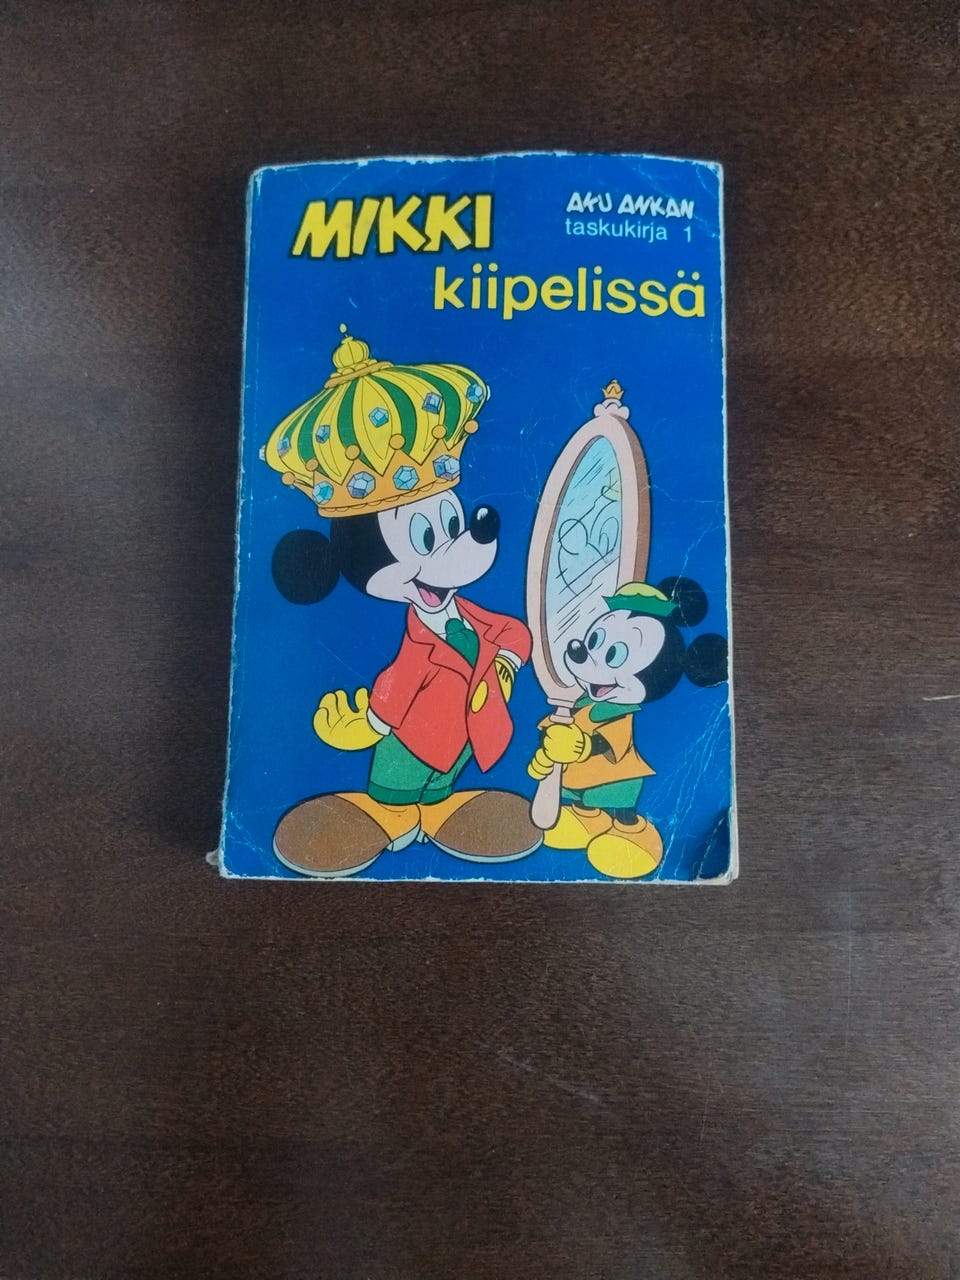 MIKKI
kiipelissä
AKU ANKAN
taskukirja 1